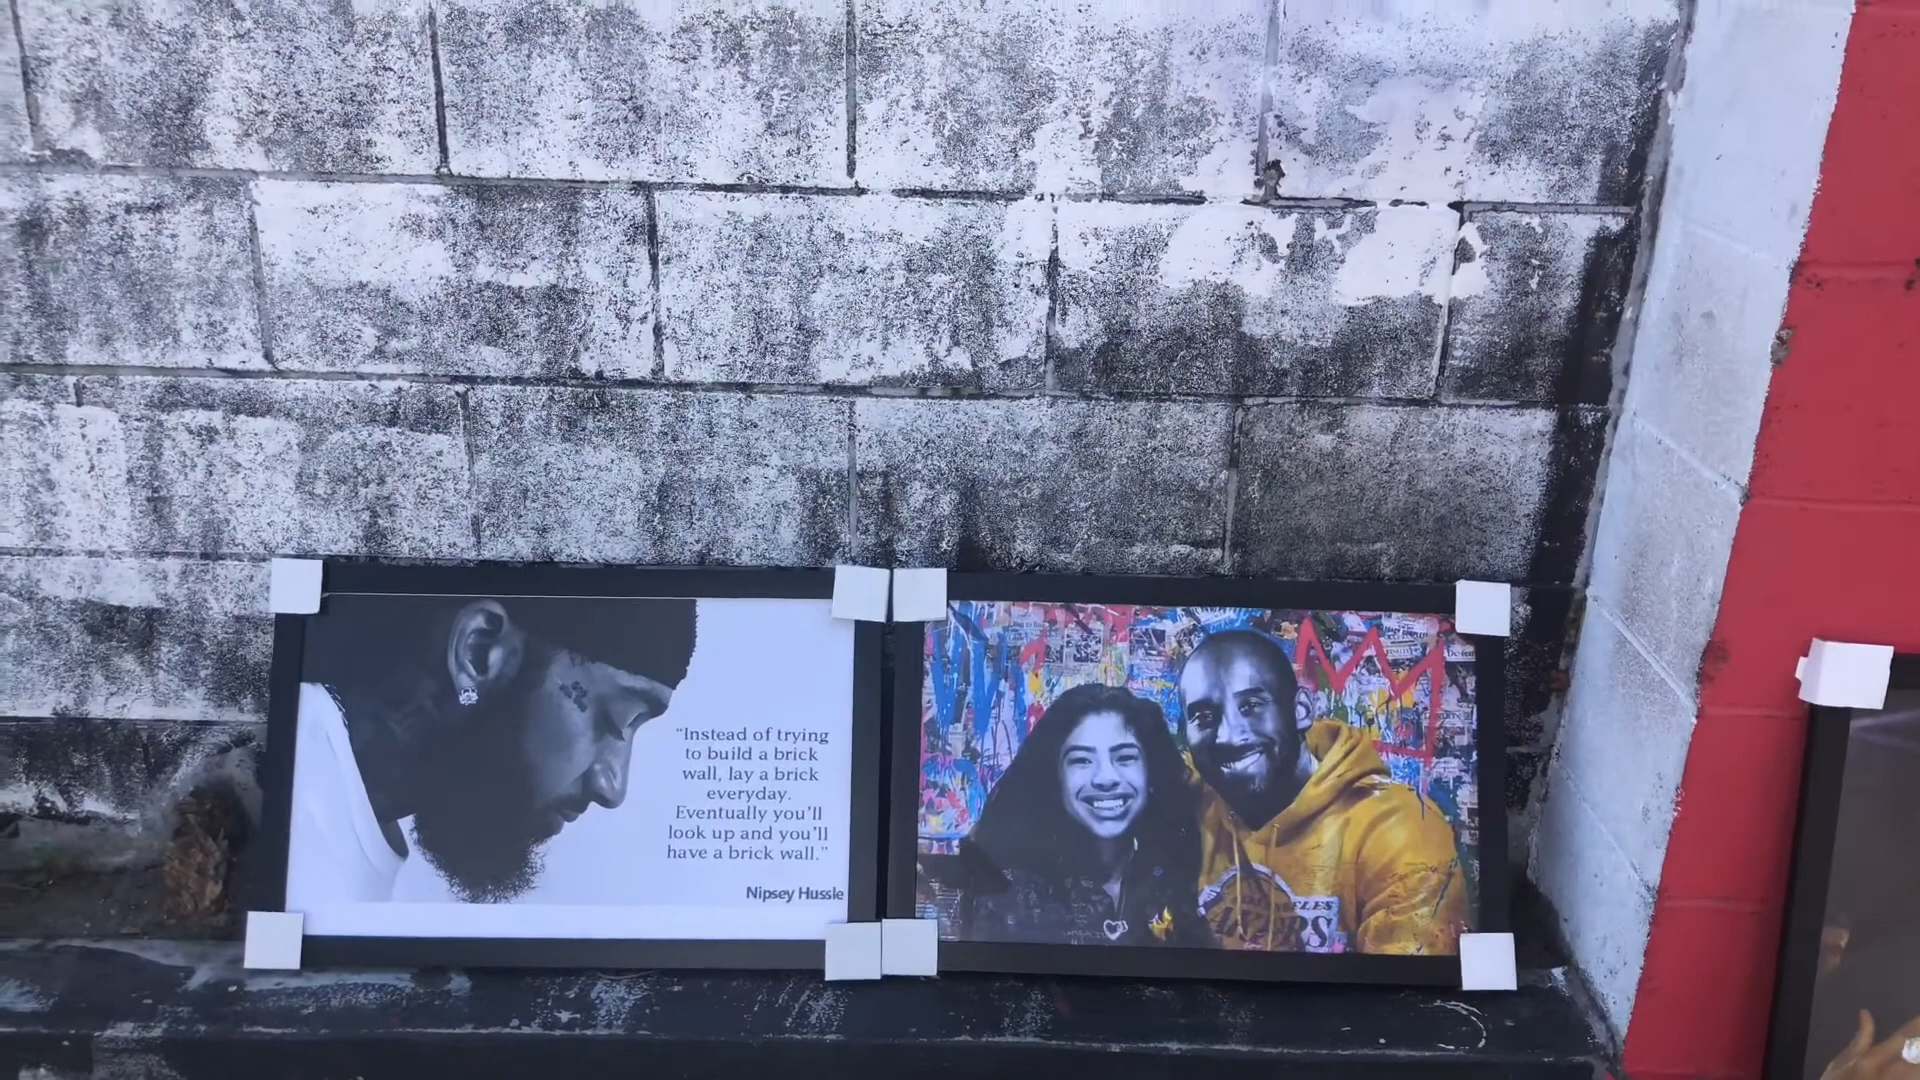 “Instead of trying
to build a brick
wall, lay a brick
everyday.
Eventually you’ll
look up and you’ll
have a brick wall.”
Nipsey Hussle